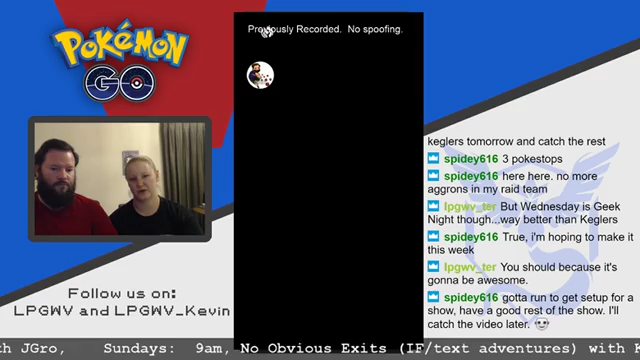 POKéMON
GO
Previously Recorded. No spoofing.
keglers tomorrow and catch the rest
spidey616 3 pokestops
spidey616 here here. no more
aggrons in my raid team
lpgwv_ter But Wednesday is Geek
Night though...way better than Keglers
spidey616 True, i'm hoping to make it
this week
lpgwv_ter You should because it's
gonna be awesome.
spidey616 gotta run to get setup for a
show, have a good rest of the show. I'll
catch the video later.
Follow us on:
LPGWV and LPGWV_Kevin
th JGro, Sundays: 9am, No Obvious Exits (IF/text adventures) with